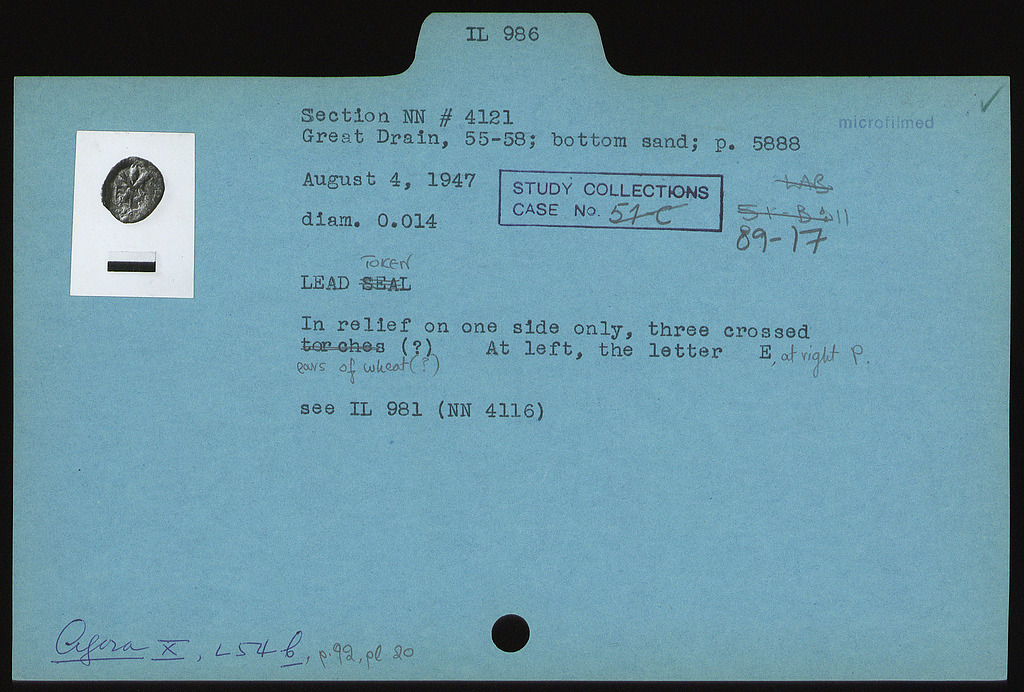 IL 986
Section NN # 4121
Great Drain, 55-58; bottom sand; p. 5888
microfilmed
August 4, 1947
STUDY COLLECTIONS
CASE No. 51-C
LAB
89-17
diam. 0.014
TOKEN
LEAD SEAL
In relief on one side only, three crossed
torches (?) At left, the letter E, at right P.
ears of wheat (?)
see IL 981 (NN 4116)
Agora X, L54 b, p. 92, pl 20